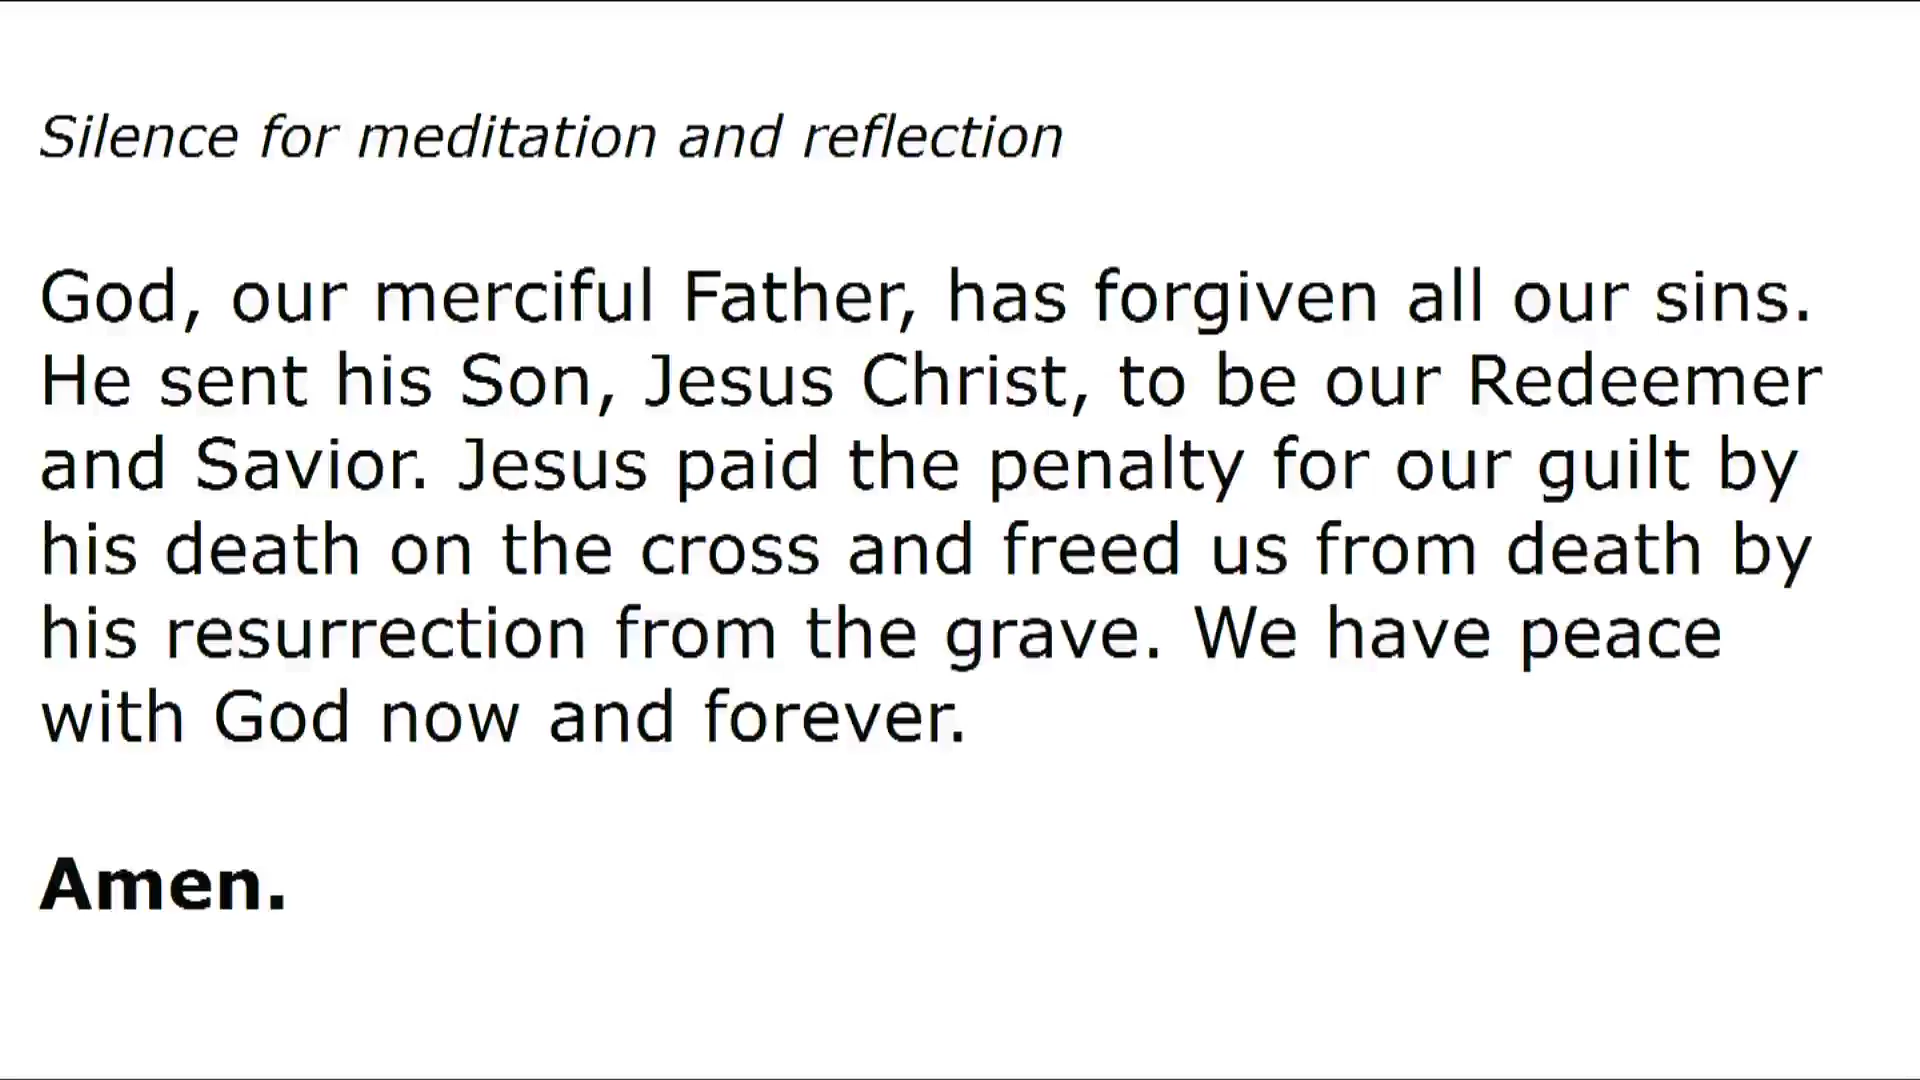 Silence for meditation and reflection
God, our merciful Father, has forgiven all our sins.
He sent his Son, Jesus Christ, to be our Redeemer
and Savior. Jesus paid the penalty for our guilt by
his death on the cross and freed us from death by
his resurrection from the grave. We have peace
with God now and forever.
Amen.